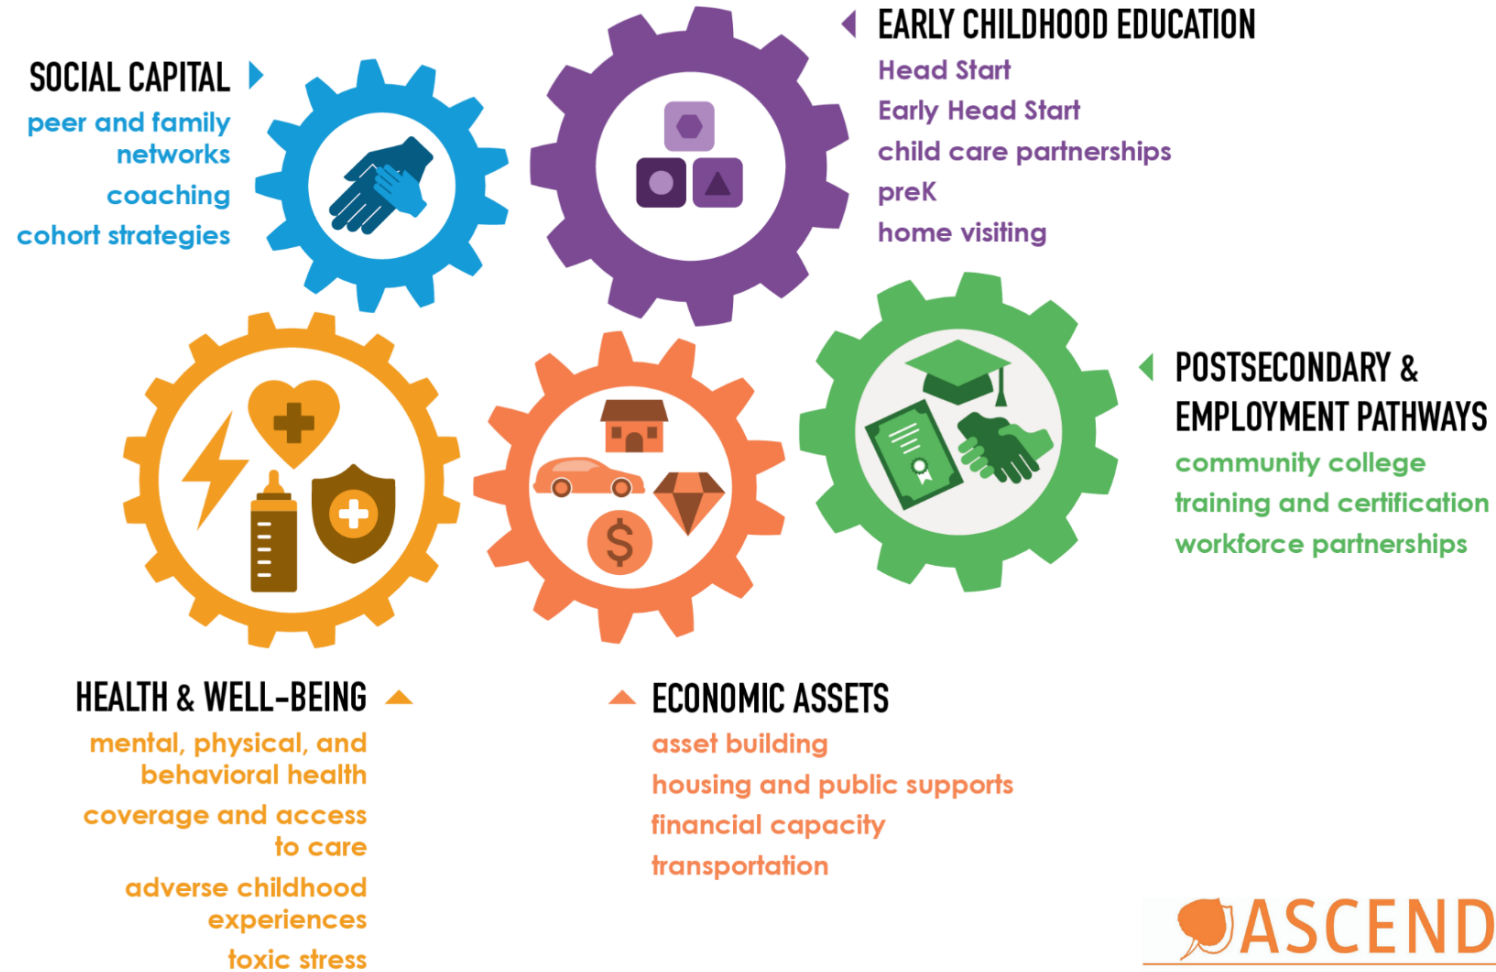 SOCIAL CAPITAL
peer and family
networks
coaching
cohort strategies
EARLY CHILDHOOD EDUCATION
Head Start
Early Head Start
child care partnerships
preK
home visiting
POSTSECONDARY &
EMPLOYMENT PATHWAYS
community college
training and certification
workforce partnerships
$
HEALTH & WELL-BEING
mental, physical, and
behavioral health
coverage and access
to care
adverse childhood
experiences
toxic stress
ECONOMIC ASSETS
asset building
housing and public supports
financial capacity
transportation
ASCEND